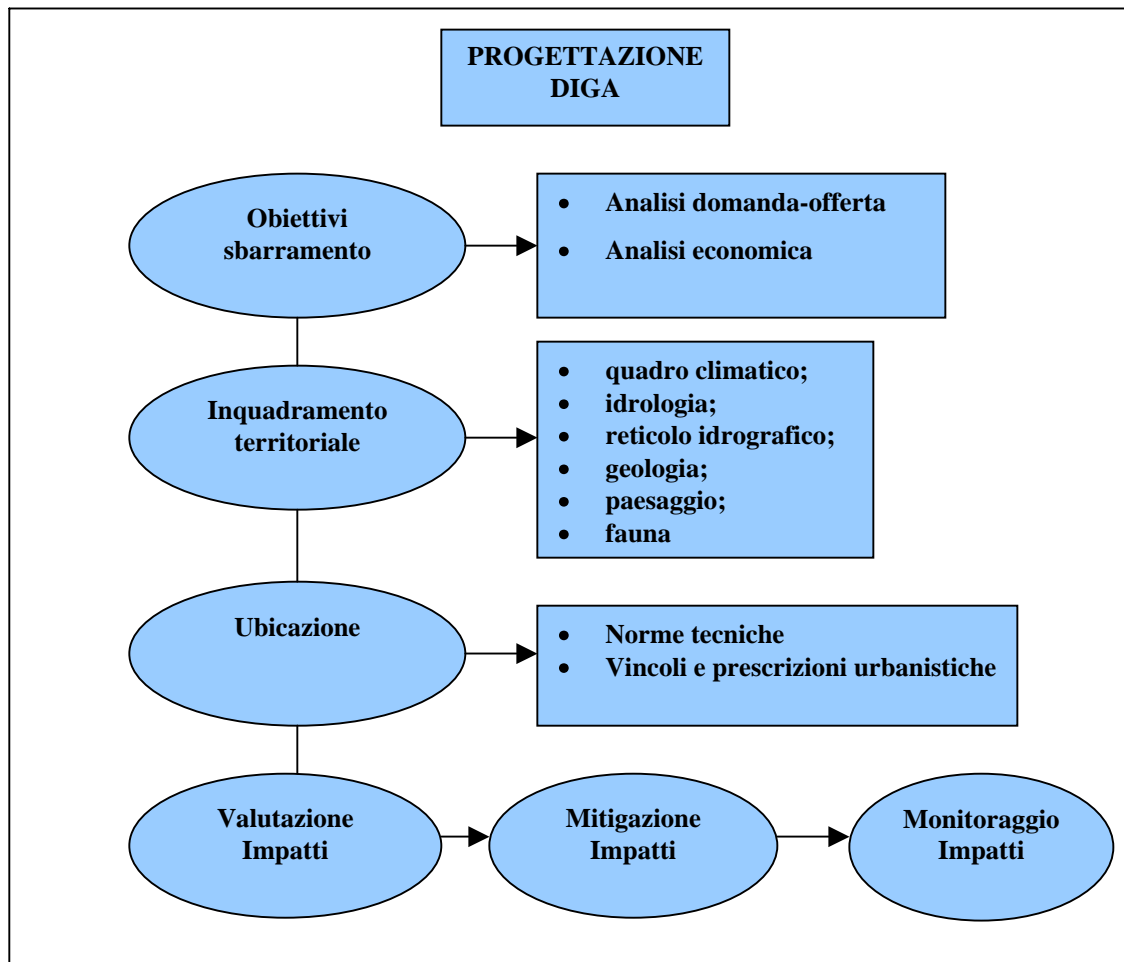 PROGETTAZIONE
DIGA
Obiettivi
sbarramento
• Analisi domanda-offerta
• Analisi economica
Inquadramento
territoriale
• quadro climatico;
• idrologia;
• reticolo idrografico;
• geologia;
• paesaggio;
• fauna
Ubicazione
• Norme tecniche
• Vincoli e prescrizioni urbanistiche
Valutazione
Impatti
Mitigazione
Impatti
Monitoraggio
Impatti